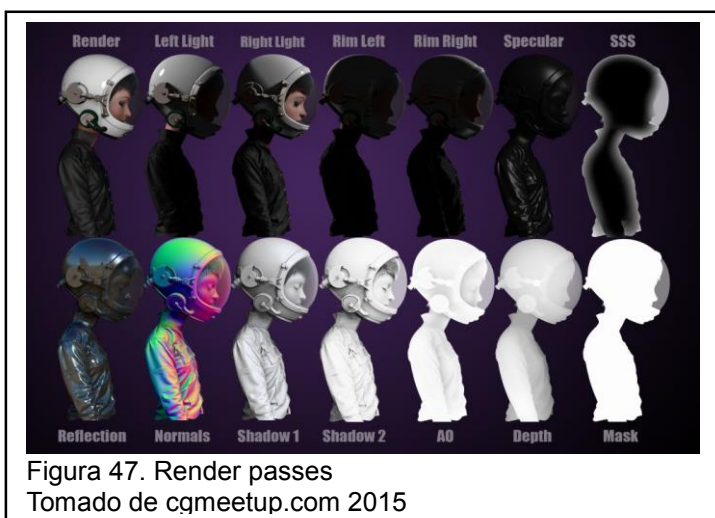 Render Left Light Right Light Rim Left Rim Right Specular SSS
Reflection Normals Shadow 1 Shadow 2 AO Depth Mask
Figura 47. Render passes
Tomado de cgmeetup.com 2015